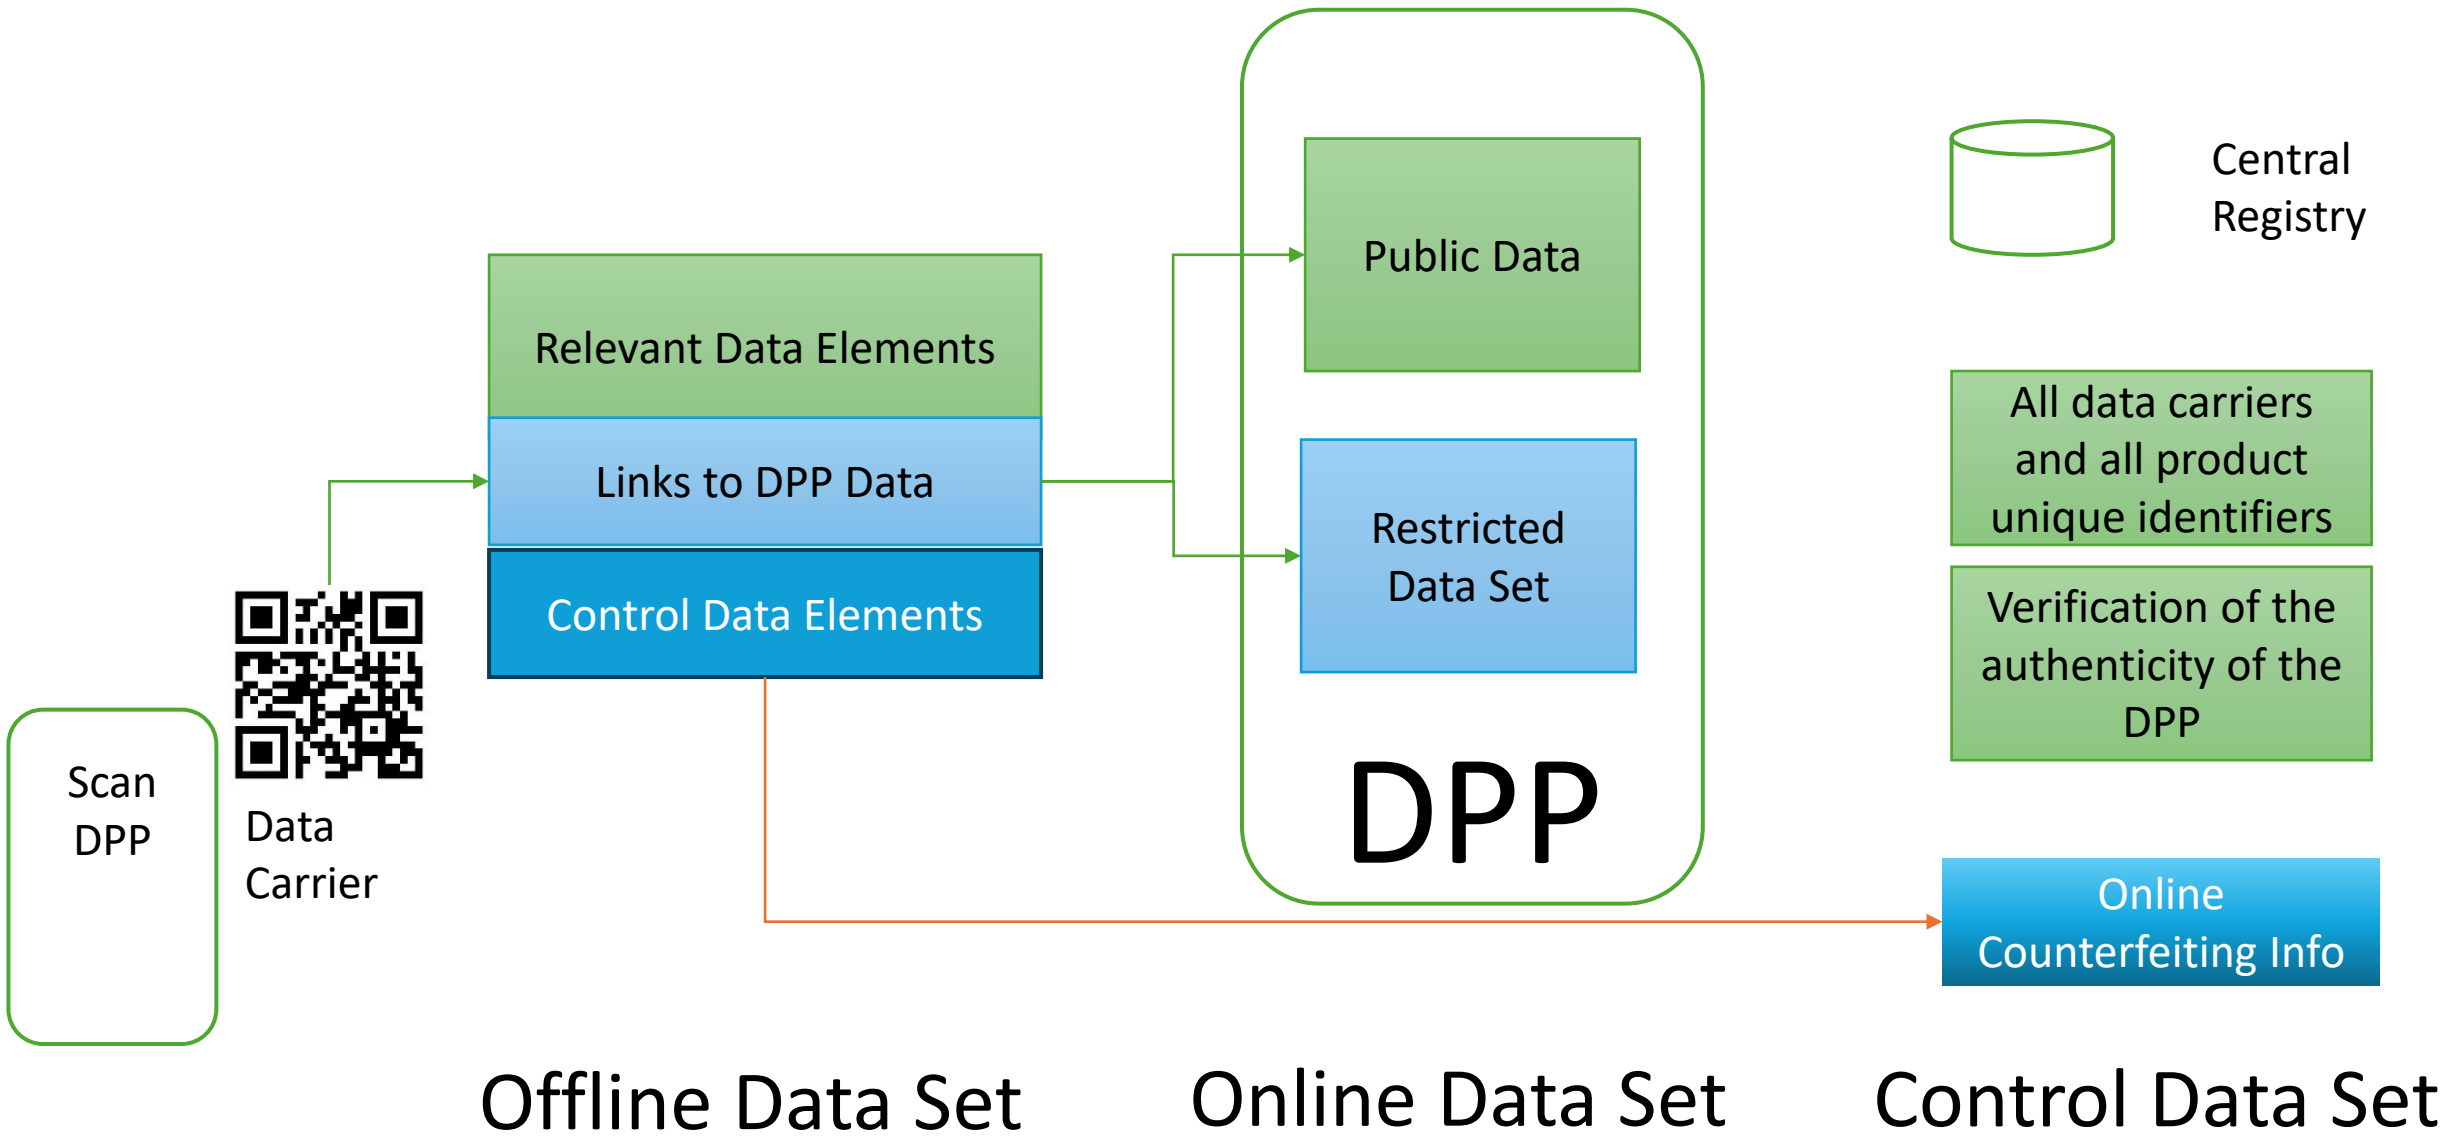 Scan
DPP
Data
Carrier
Relevant Data Elements
Links to DPP Data
Control Data Elements
Offline Data Set
Public Data
Restricted
Data Set
DPP
Online Data Set
Central
Registry
All data carriers
and all product
unique identifiers
Verification of the
authenticity of the
DPP
Online
Counterfeiting Info
Control Data Set